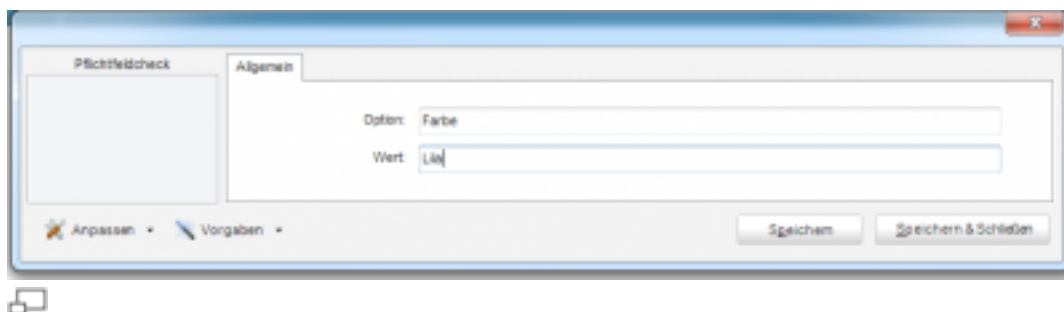 Pflichtfeldcheck
Allgemein
Option: Farbe
Wert: Lila
Anpassen
Vorgaben
Speichern
Speichern & Schließen